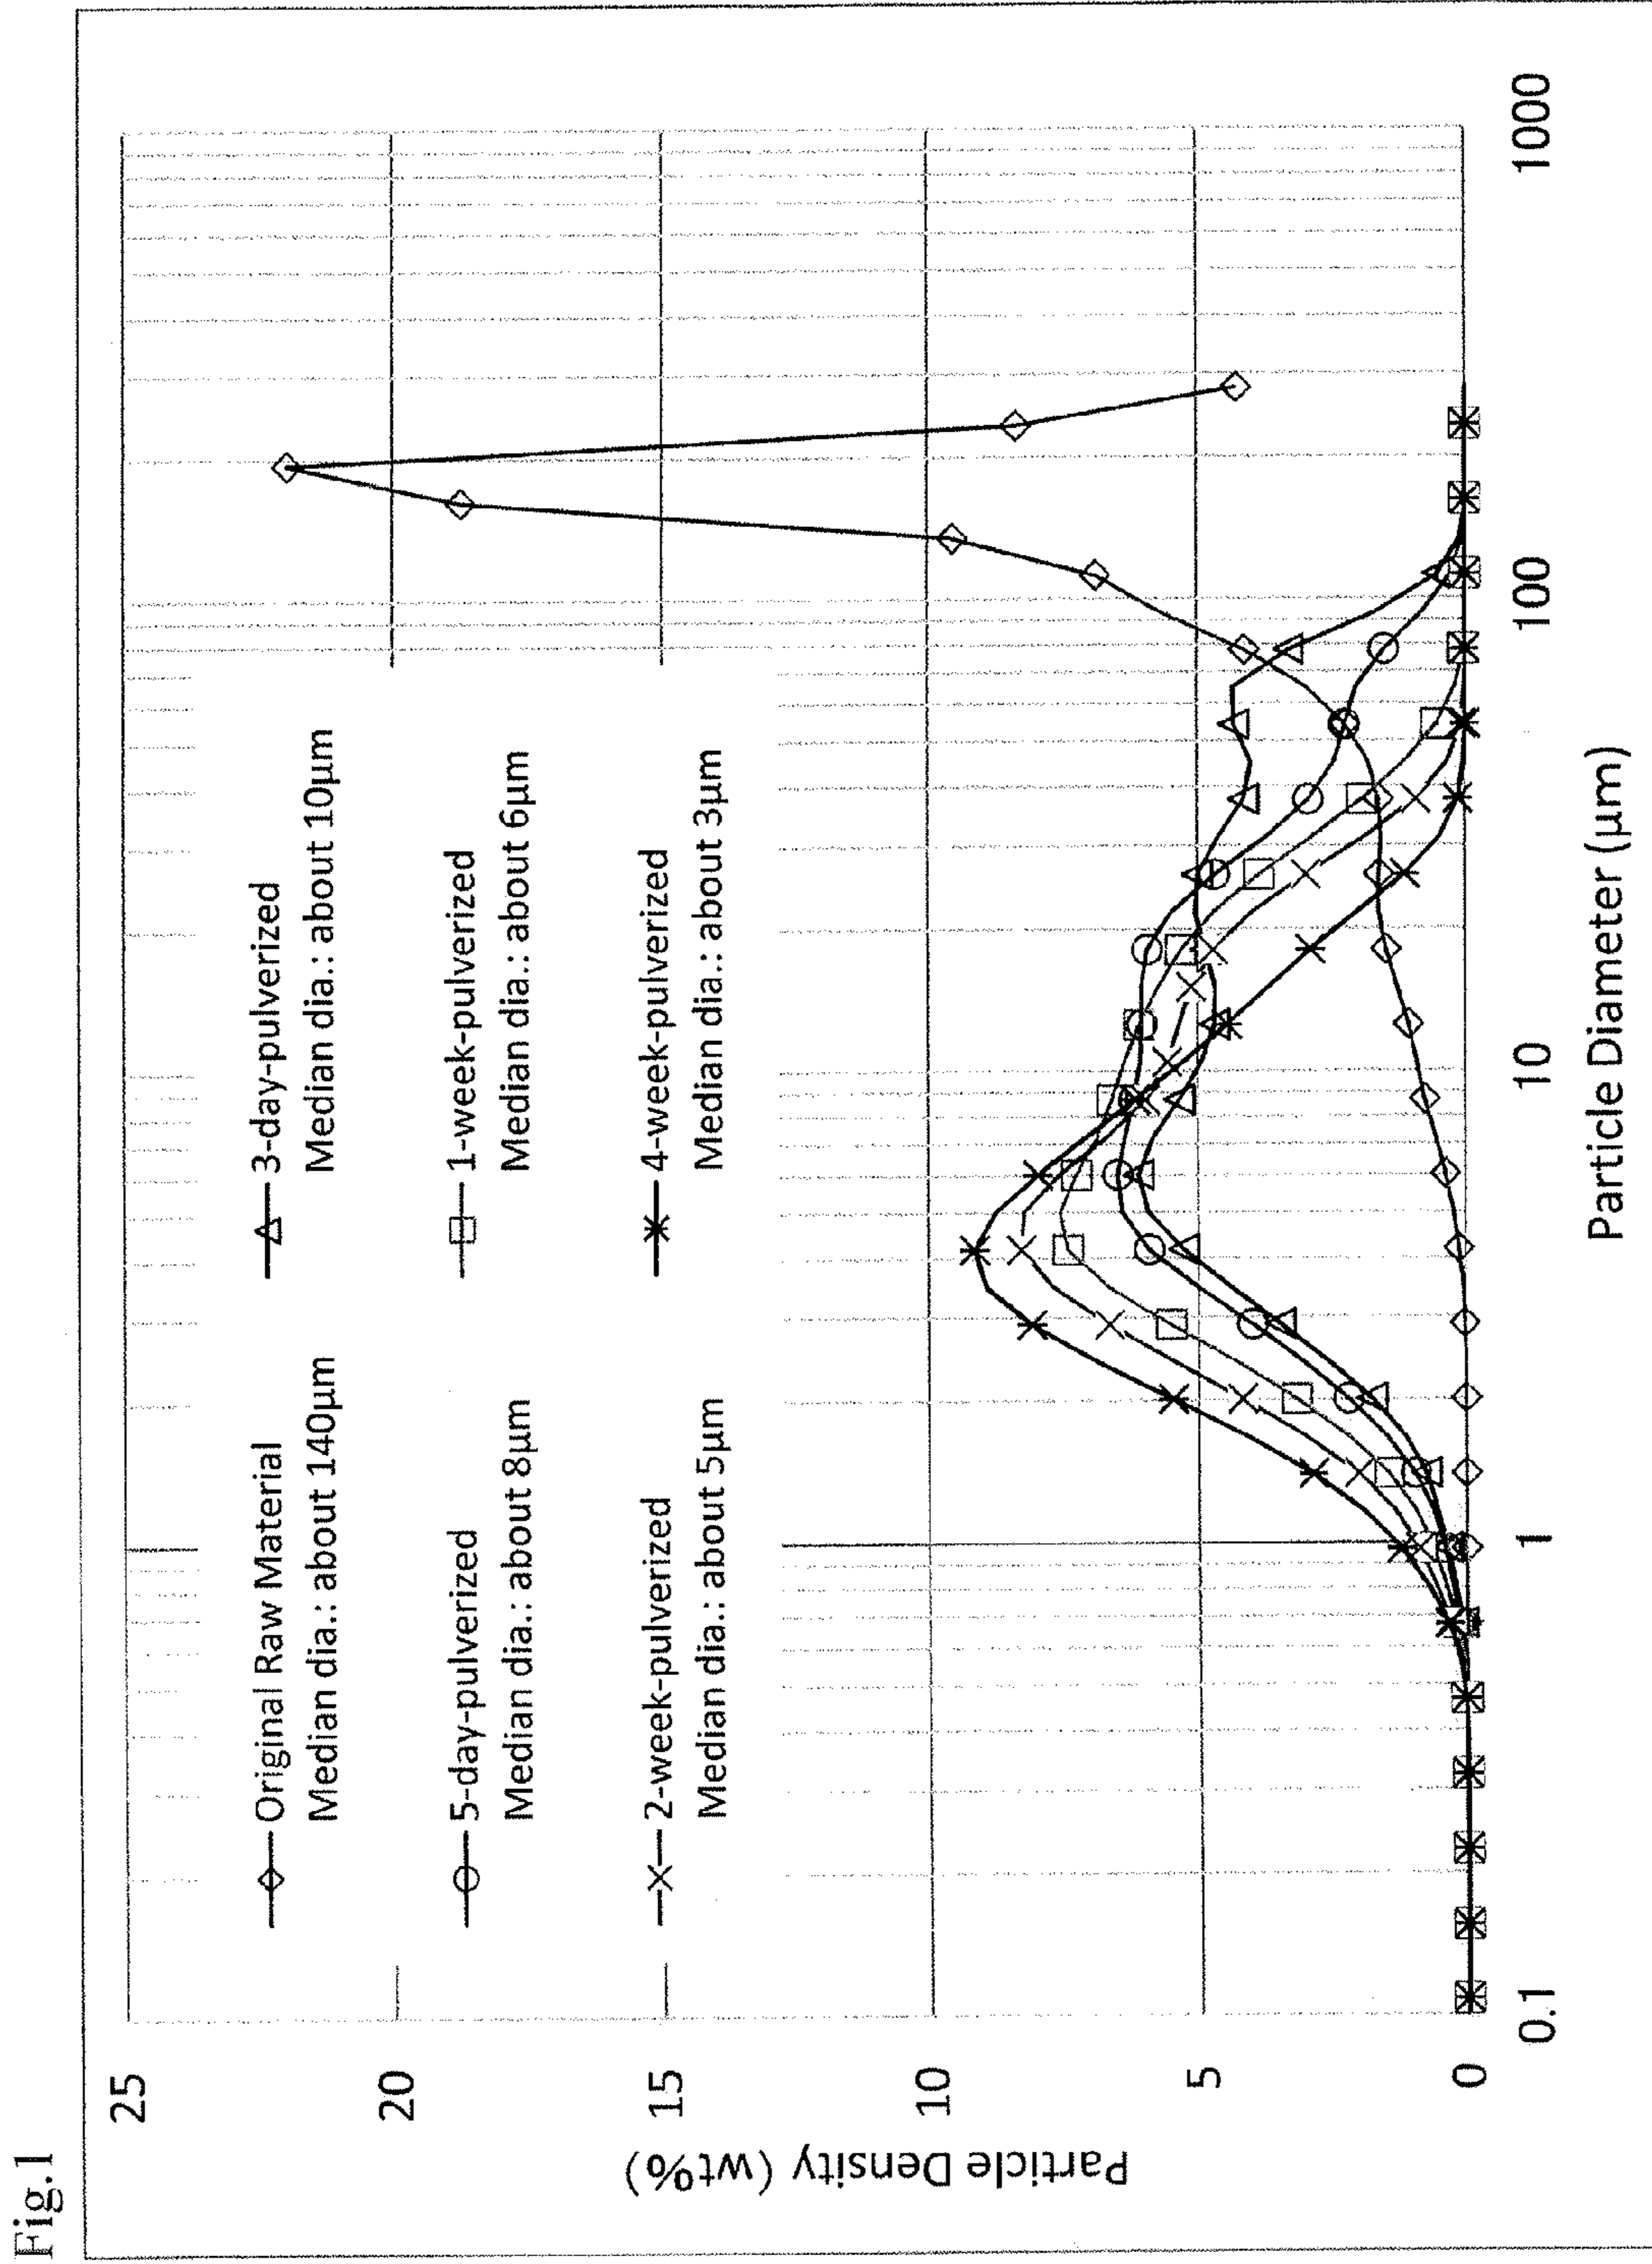 Fig.1
Particle Density (wt%)
25
20
15
10
5
0
Original Raw Material
Median dia.: about 140μm
3-day-pulverized
Median dia.: about 10μm
5-day-pulverized
Median dia.: about 8μm
1-week-pulverized
Median dia.: about 6μm
2-week-pulverized
Median dia.: about 5μm
4-week-pulverized
Median dia.: about 3μm
0.1
1
10
100
1000
Particle Diameter (μm)